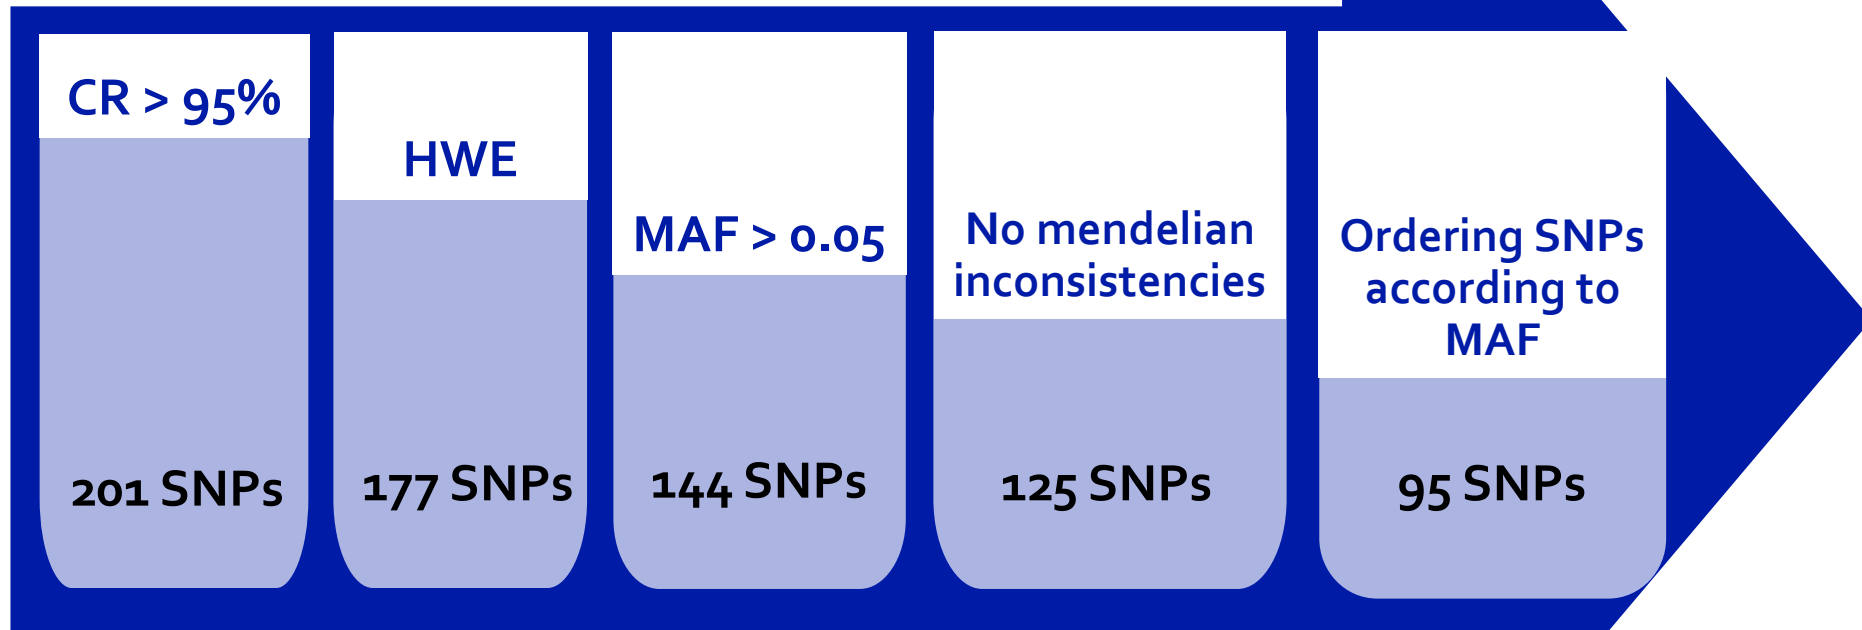 CR > 95%
201 SNPs
HWE
177 SNPs
MAF > 0.05
144 SNPs
No mendelian
inconsistencies
125 SNPs
Ordering SNPs
according to
MAF
95 SNPs